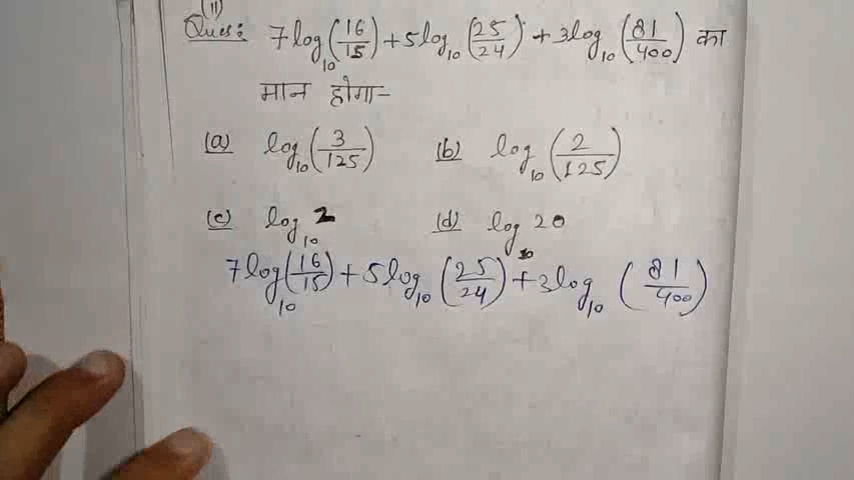 (11)
Ques: 7log₁₀(16/15) + 5log₁₀(25/24) + 3log₁₀(81/400) का
मान होगा-
(a) log₁₀(3/125) (b) log₁₀(2/125)
(c) log₁₀ 2 (d) log₁₀ 20
7log₁₀(16/15) + 5log₁₀(25/24) + 3log₁₀(81/400)